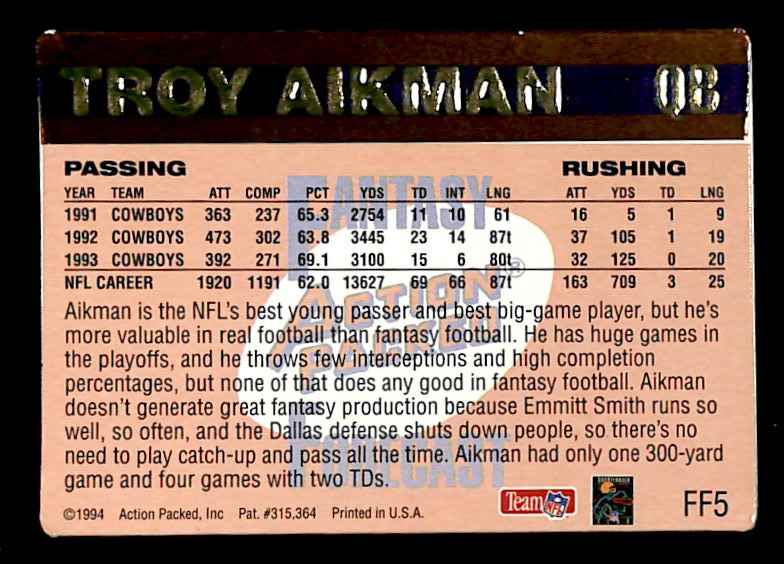 TROY AIKMAN QB
PASSING RUSHING
YEAR TEAM ATT COMP PCT YDS TD INT LNG ATT YDS TD LNG
1991 COWBOYS 363 237 65.3 2754 11 10 61 16 5 1 9
1992 COWBOYS 473 302 63.8 3445 23 14 87t 37 105 1 19
1993 COWBOYS 392 271 69.1 3100 15 6 80t 32 125 0 20
NFL CAREER 1920 1191 62.0 13627 69 66 87t 163 709 3 25
FANTASY
ACTION
PACKED®
FORECAST
Aikman is the NFL's best young passer and best big-game player, but he's
more valuable in real football than fantasy football. He has huge games in
the playoffs, and he throws few interceptions and high completion
percentages, but none of that does any good in fantasy football. Aikman
doesn't generate great fantasy production because Emmitt Smith runs so
well, so often, and the Dallas defense shuts down people, so there's no
need to play catch-up and pass all the time. Aikman had only one 300-yard
game and four games with two TDs.
©1994 Action Packed, Inc Pat. #315,364 Printed in U.S.A.
Team NFL
QUARTERBACK
FF5